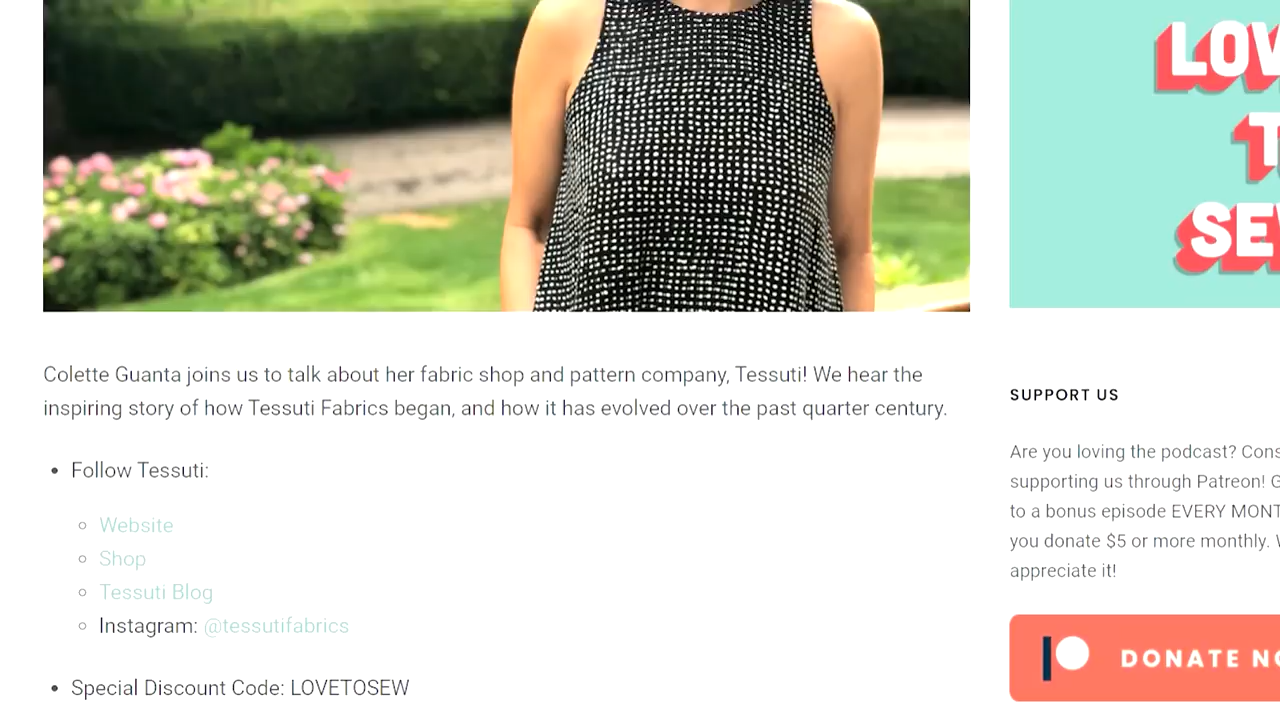 Colette Guanta joins us to talk about her fabric shop and pattern company, Tessuti! We hear the
inspiring story of how Tessuti Fabrics began, and how it has evolved over the past quarter century.
• Follow Tessuti:
Website
Shop
Tessuti Blog
Instagram: @tessutifabrics
• Special Discount Code: LOVETOSEW
SUPPORT US
Are you loving the podcast?
supporting us through Patreon!
to a bonus episode EVERY
you donate $5 or more monthly.
appreciate it!
DONATE